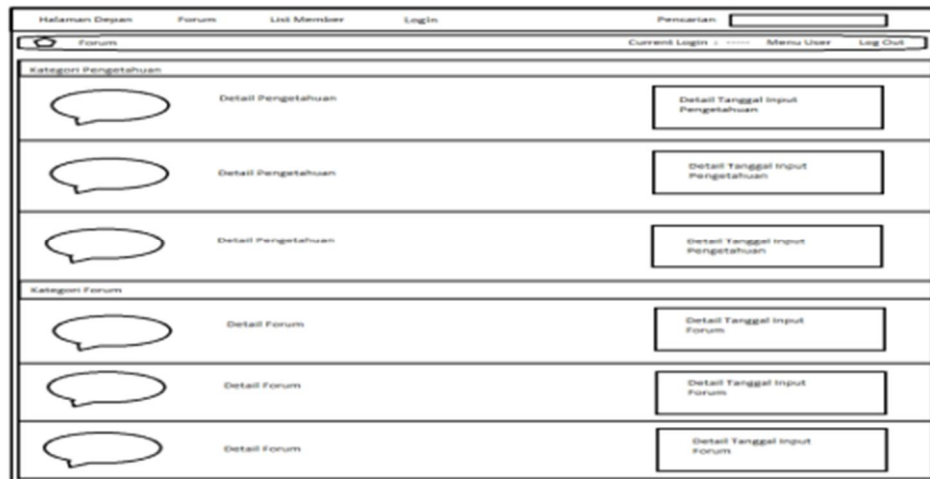 Halaman Depan Forum List Member Login Pencarian
Forum Current Login : ----- Menu User Log Out
Kategori Pengetahuan
Detail Pengetahuan
Detail Tanggal Input
Pengetahuan
Detail Pengetahuan
Detail Tanggal Input
Pengetahuan
Detail Pengetahuan
Detail Tanggal Input
Pengetahuan
Kategori Forum
Detail Forum
Detail Tanggal Input
Forum
Detail Forum
Detail Tanggal Input
Forum
Detail Forum
Detail Tanggal Input
Forum